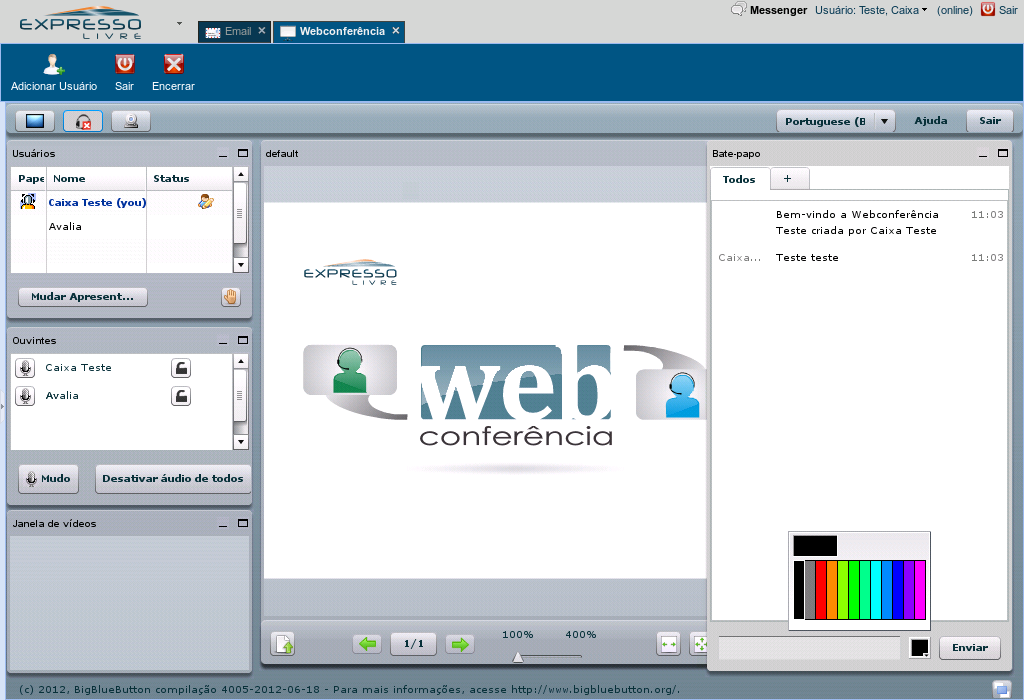 EXPRESSO
LIVRE
Email
Webconferência
Messenger
Usuário: Teste, Caixa
(online)
Sair
Adicionar Usuário
Sair
Encerrar
Portuguese (B
Ajuda
Sair
Usuários
Pape
Nome
Status
Caixa Teste (you)
Avalia
Mudar Apresent...
Ouvintes
Caixa Teste
Avalia
Mudo
Desativar áudio de todos
Janela de vídeos
default
EXPRESSO
LIVRE
web
conferência
1/1
100%
400%
Bate-papo
Todos
+
Bem-vindo a Webconferência 11:03
Teste criada por Caixa Teste
Caixa... Teste teste 11:03
Enviar
(c) 2012, BigBlueButton compilação 4005-2012-06-18 - Para mais informações, acesse http://www.bigbluebutton.org/.